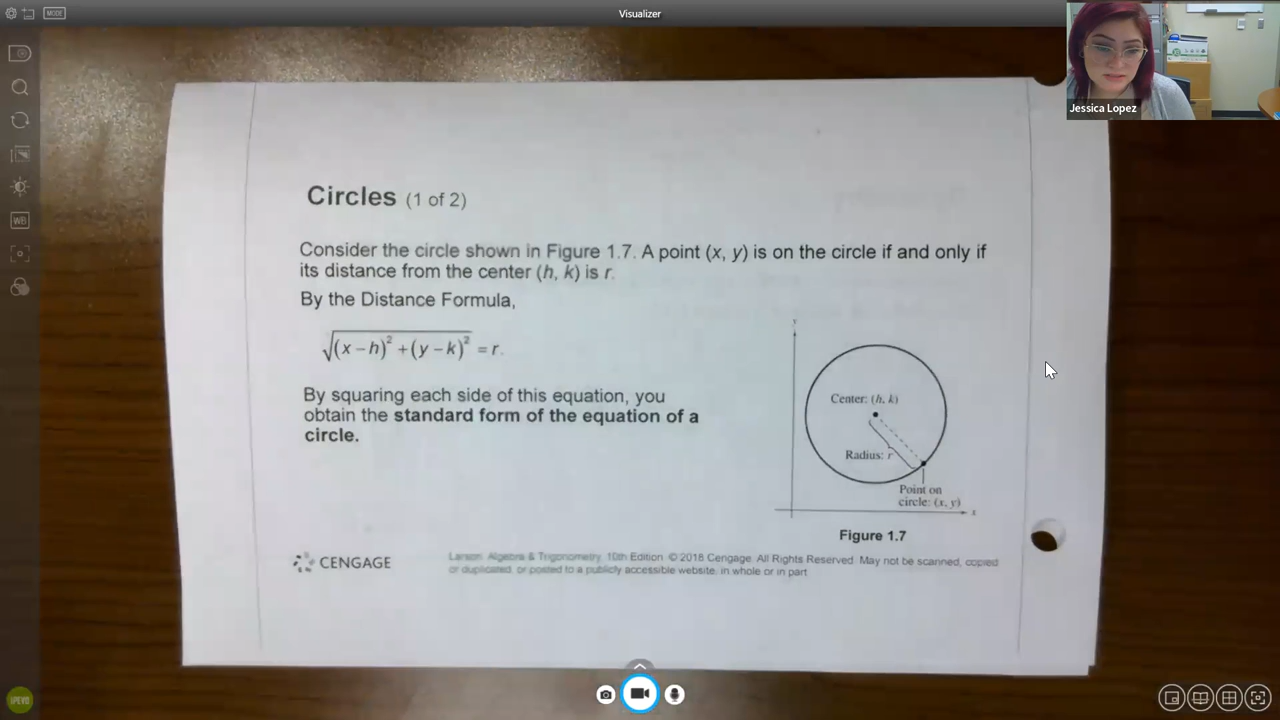 MODE
Visualizer
Jessica Lopez
WB
Circles (1 of 2)
Consider the circle shown in Figure 1.7. A point (x, y) is on the circle if and only if
its distance from the center (h, k) is r.
By the Distance Formula,
√(x – h)² + (y – k)² = r.
By squaring each side of this equation, you
obtain the standard form of the equation of a
circle.
y
Center: (h, k)
Radius: r
Point on
circle: (x, y)
x
Figure 1.7
CENGAGE
Larson, Algebra & Trigonometry, 10th Edition. © 2018 Cengage. All Rights Reserved. May not be scanned, copied
or duplicated, or posted to a publicly accessible website, in whole or in part.
IPEVO